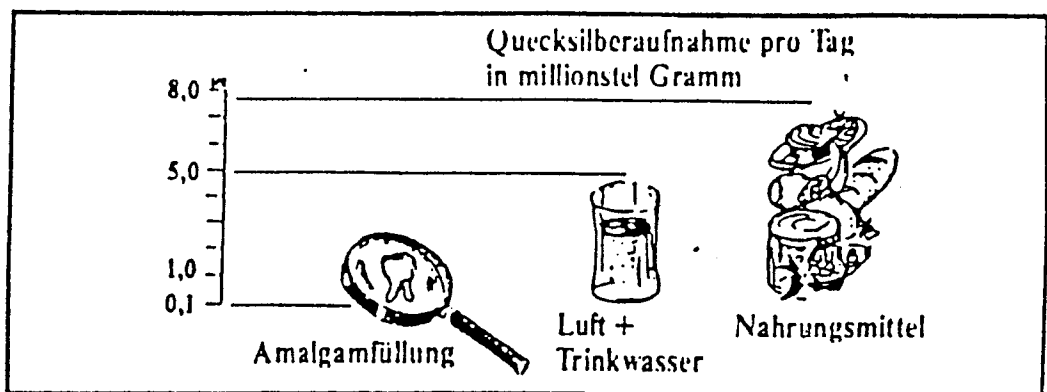 Quecksilberaufnahme pro Tag
in millionstel Gramm
8,0
5,0
1,0
0,1
Amalgamfüllung
Luft +
Trinkwasser
Nahrungsmittel